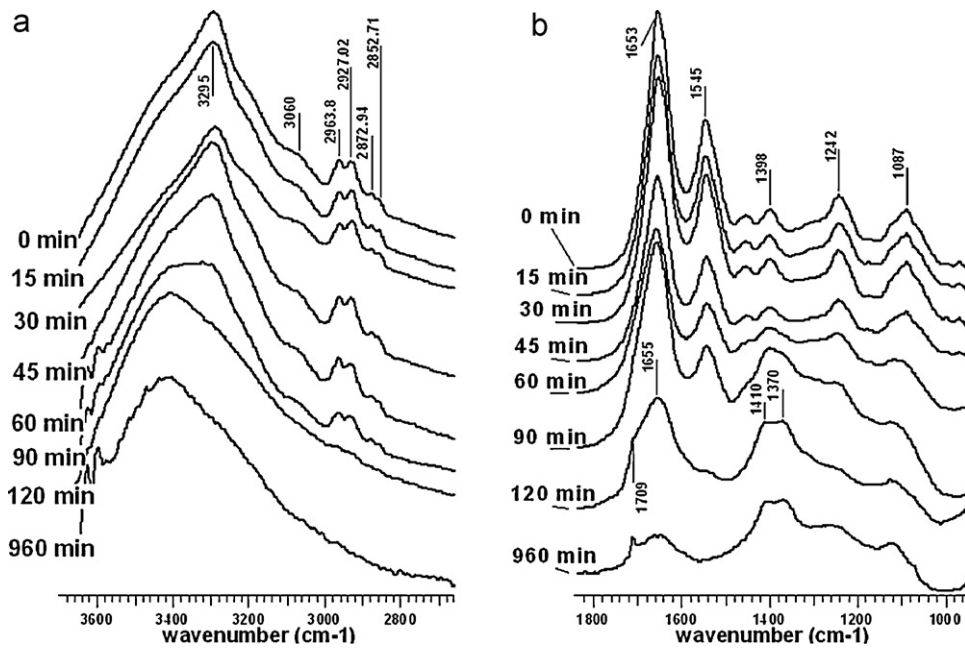 a
3295
3060
2963.8
2927.02
2872.94
2852.71
0 min
15 min
30 min
45 min
60 min
90 min
120 min
960 min
3600 3400 3200 3000 2800
wavenumber (cm-1)
b
1653
1545
1398
1242
1087
0 min
15 min
30 min
45 min
60 min
90 min
120 min
960 min
1655
1410
1370
1709
1800 1600 1400 1200 1000
wavenumber (cm-1)